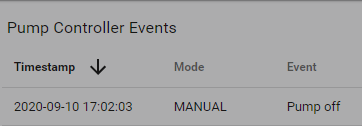 Pump Controller Events
Timestamp Mode Event
2020-09-10 17:02:03 MANUAL Pump off